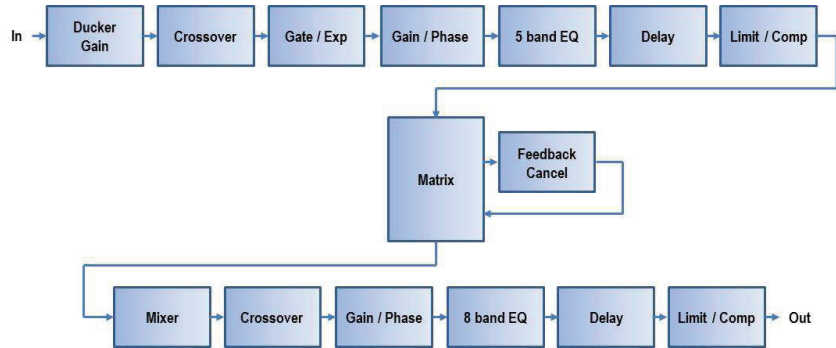 In
Ducker
Gain
Crossover
Gate / Exp
Gain / Phase
5 band EQ
Delay
Limit / Comp
Matrix
Feedback
Cancel
Mixer
Crossover
Gain / Phase
8 band EQ
Delay
Limit / Comp
Out